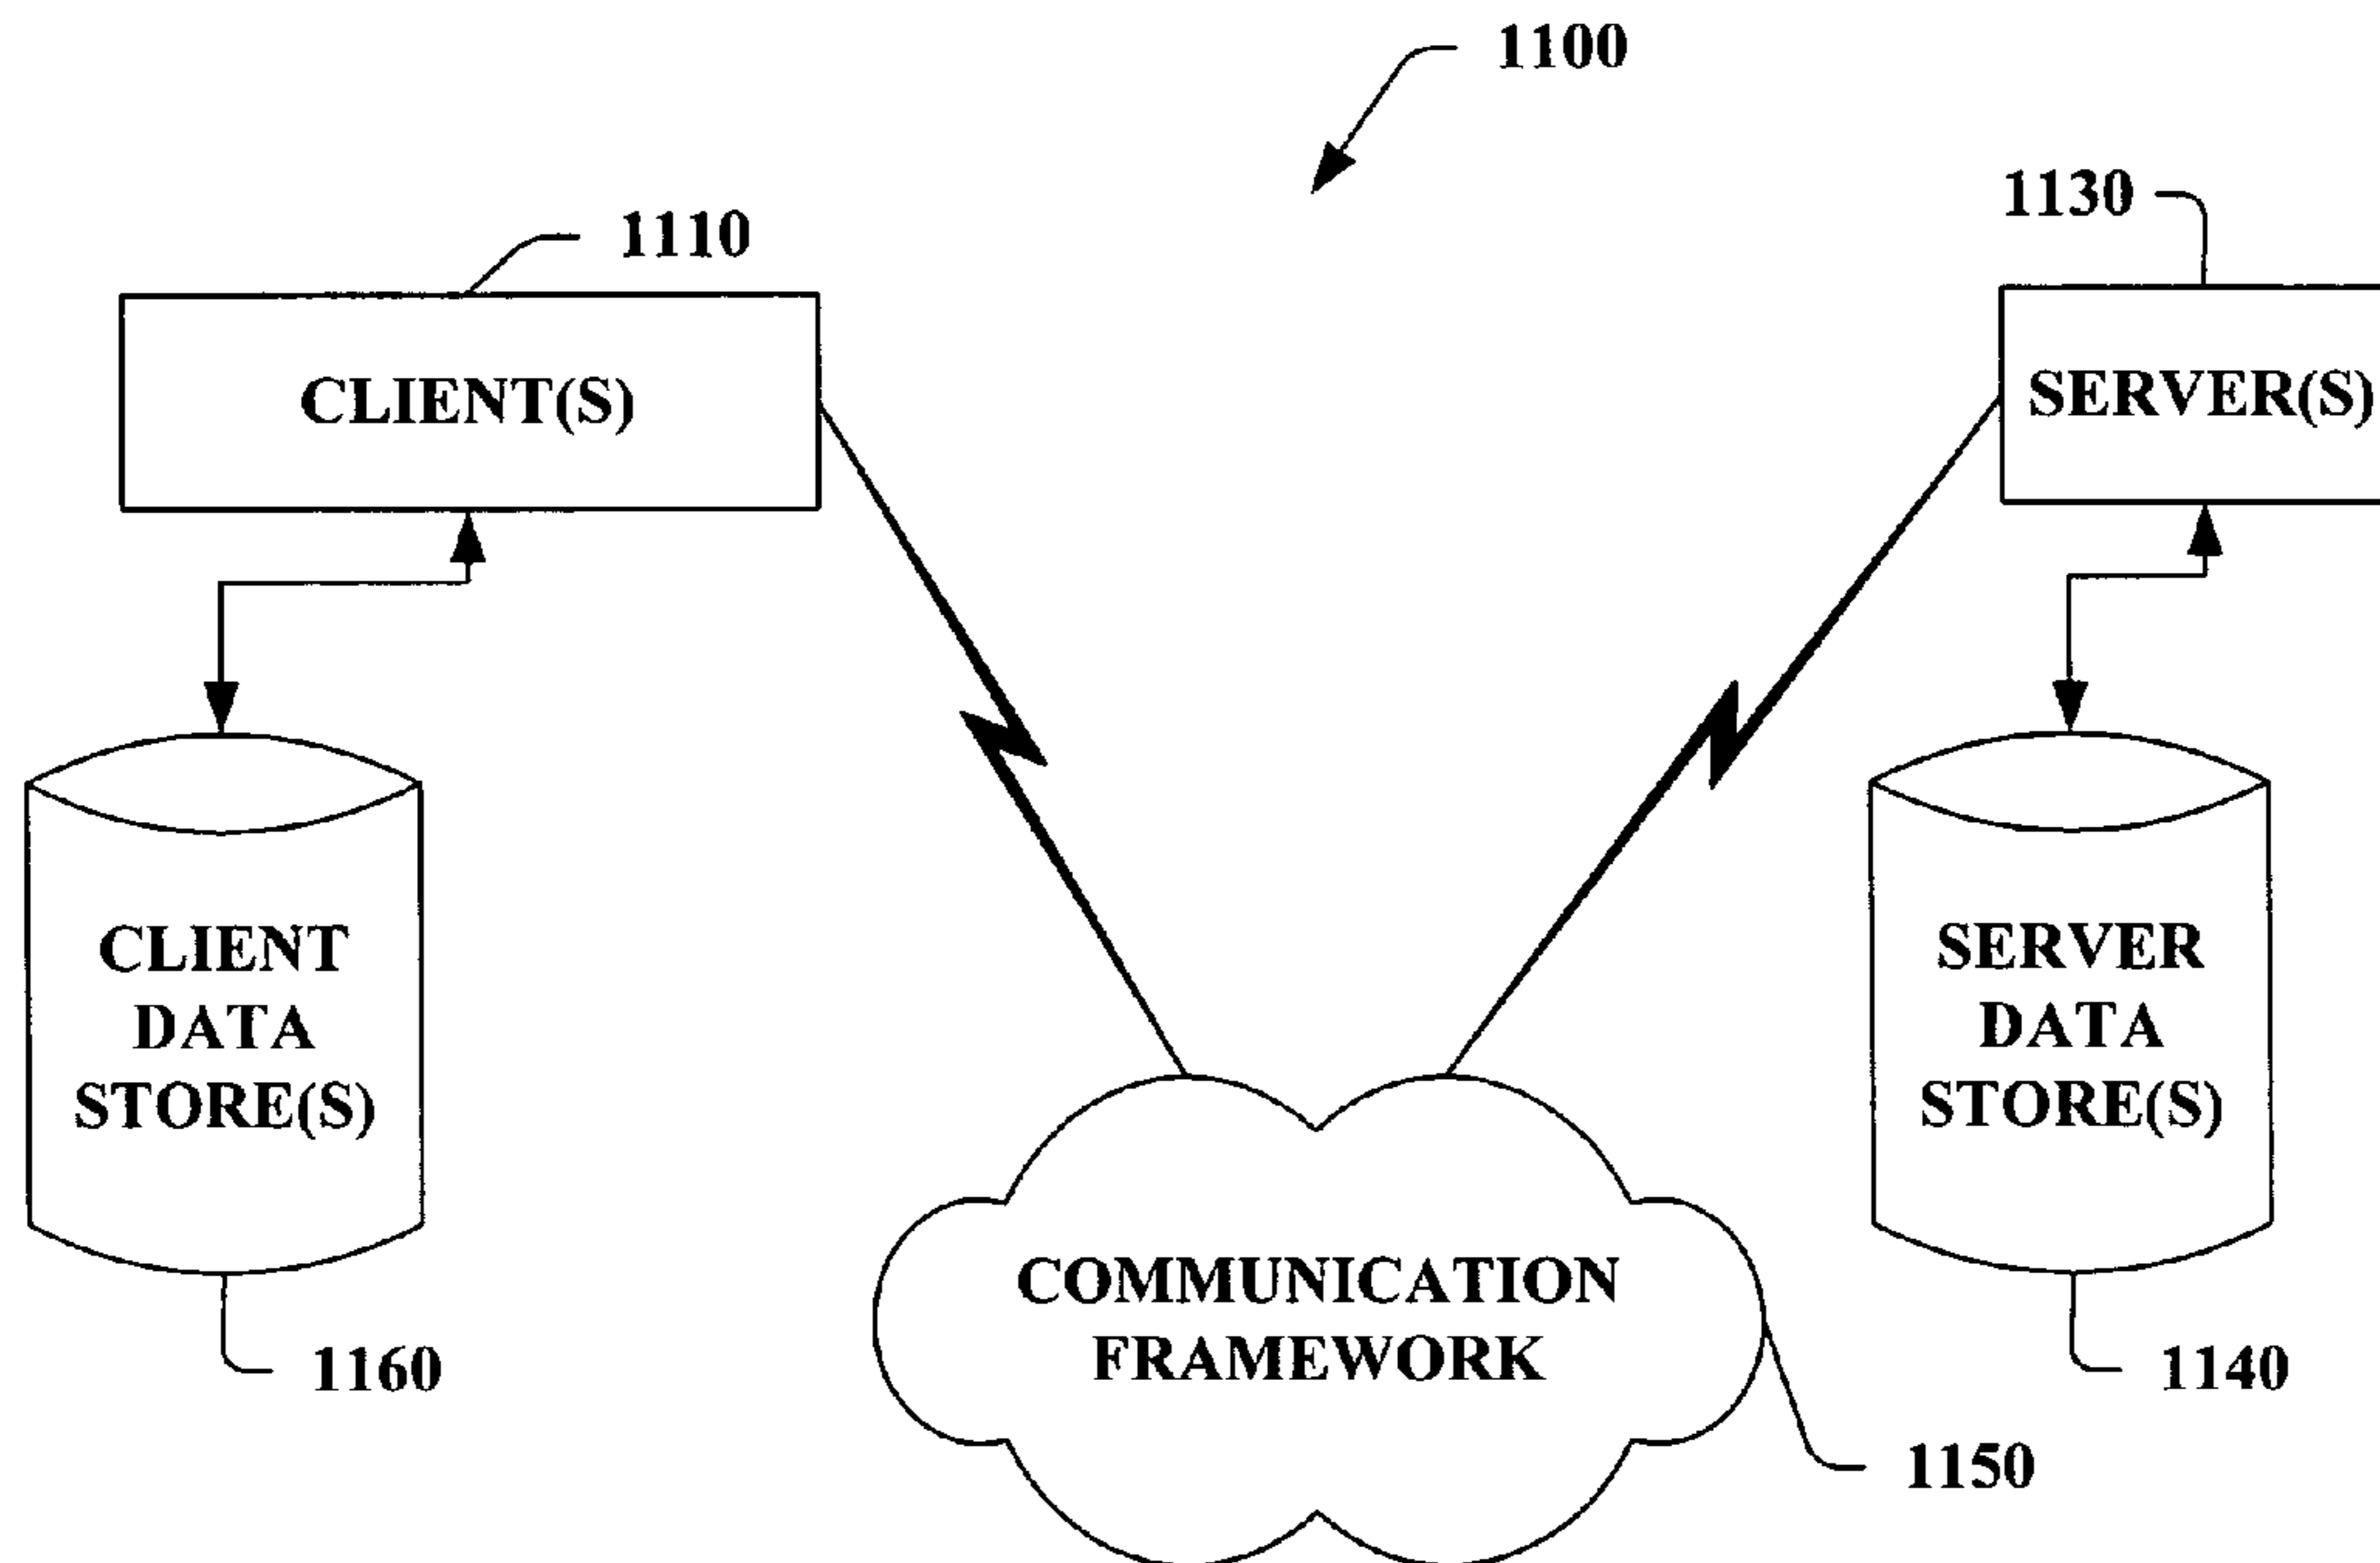 1100
1110
1130
CLIENT(S)
SERVER(S)
CLIENT
DATA
STORE(S)
SERVER
DATA
STORE(S)
COMMUNICATION
FRAMEWORK
1160
1140
1150